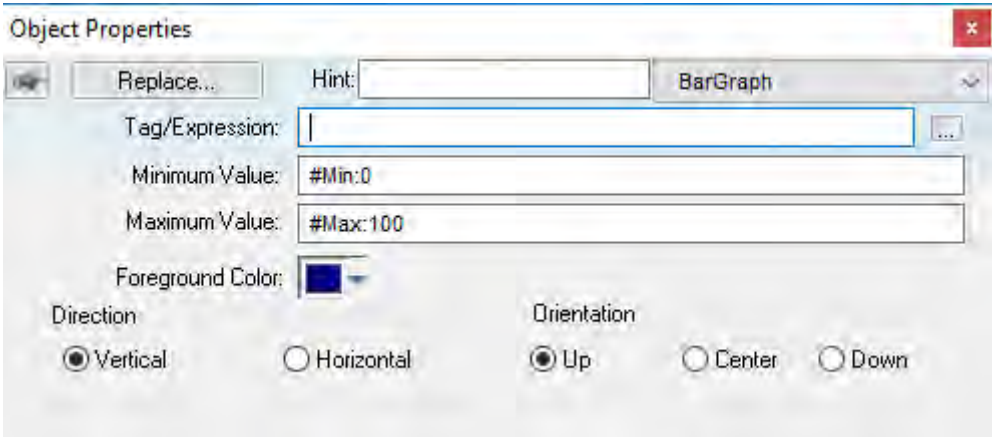 Object Properties
Replace... Hint: BarGraph
Tag/Expression: ...
Minimum Value: #Min:0
Maximum Value: #Max:100
Foreground Color:
Direction Orientation
Vertical Horizontal Up Center Down